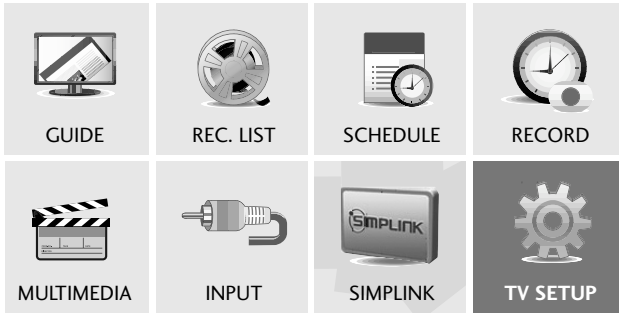 GUIDE
REC. LIST
SCHEDULE
RECORD
SIMPLINK
MULTIMEDIA
INPUT
SIMPLINK
TV SETUP